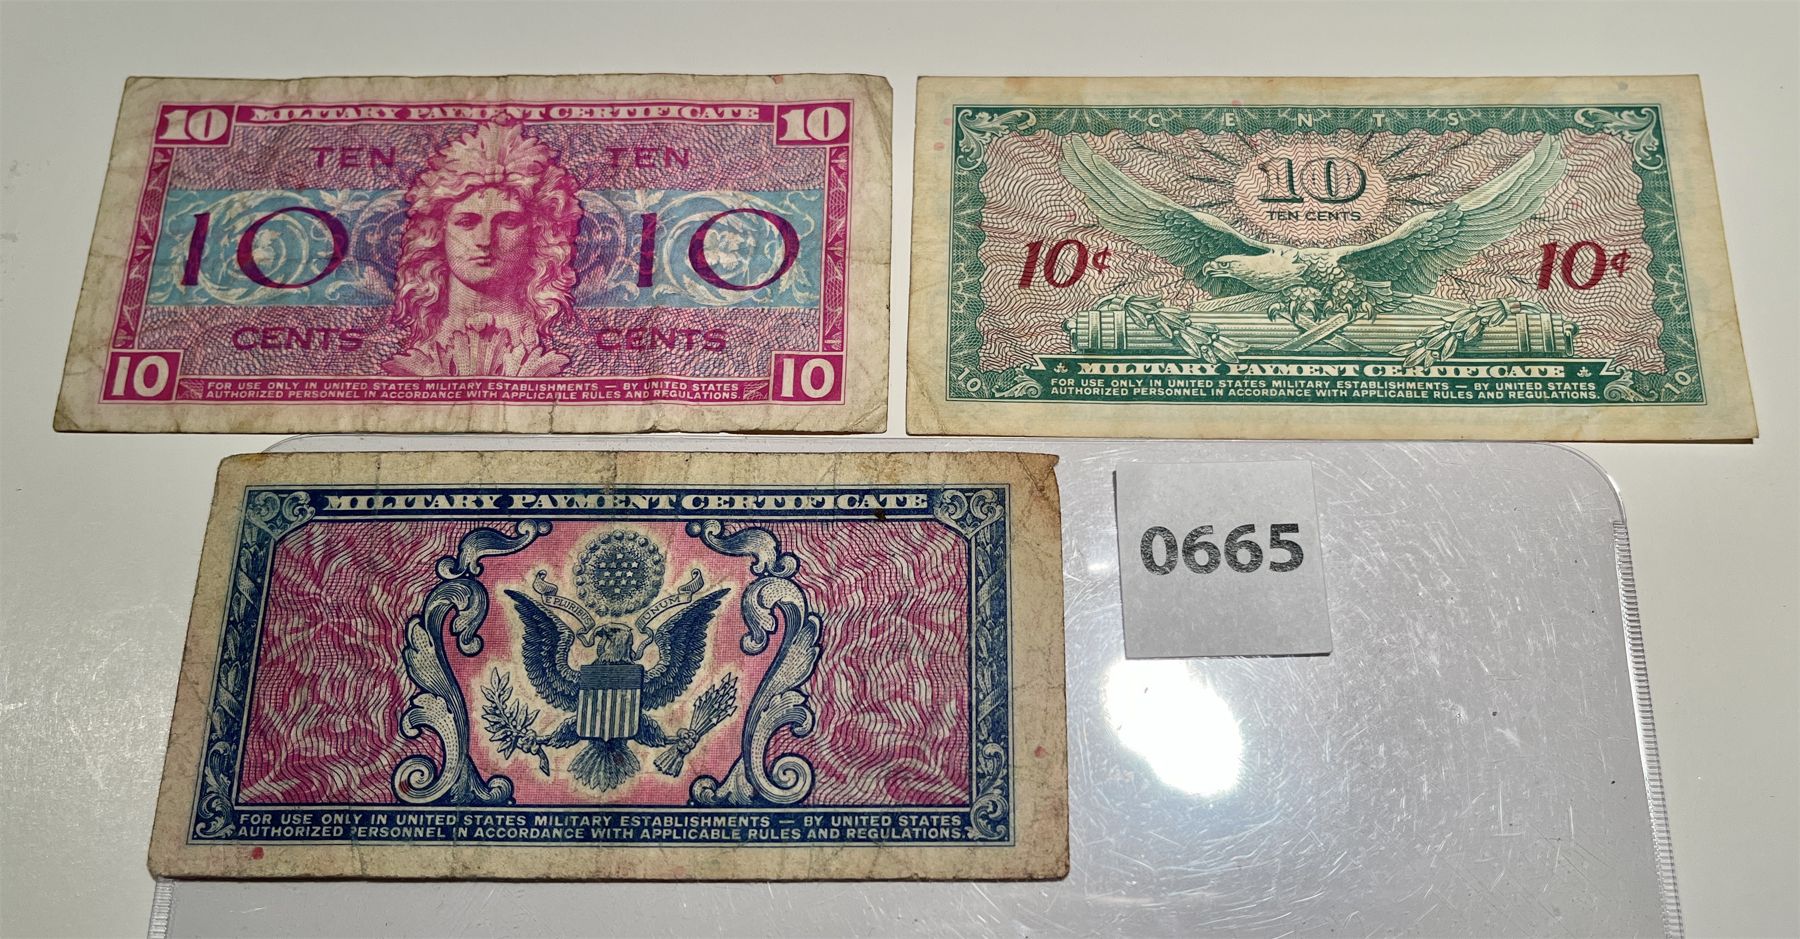 10 MILITARY PAYMENT CERTIFICATE 10
TEN TEN
10 10
CENTS CENTS
10 10
FOR USE ONLY IN UNITED STATES MILITARY ESTABLISHMENTS — BY UNITED STATES
AUTHORIZED PERSONNEL IN ACCORDANCE WITH APPLICABLE RULES AND REGULATIONS.
CENTS
10
TEN CENTS
10¢ 10¢
MILITARY PAYMENT CERTIFICATE
10 10
FOR USE ONLY IN UNITED STATES MILITARY ESTABLISHMENTS — BY UNITED STATES
AUTHORIZED PERSONNEL IN ACCORDANCE WITH APPLICABLE RULES AND REGULATIONS.
MILITARY PAYMENT CERTIFICATE
E PLURIBUS UNUM
FOR USE ONLY IN UNITED STATES MILITARY ESTABLISHMENTS — BY UNITED STATES
AUTHORIZED PERSONNEL IN ACCORDANCE WITH APPLICABLE RULES AND REGULATIONS.
0665